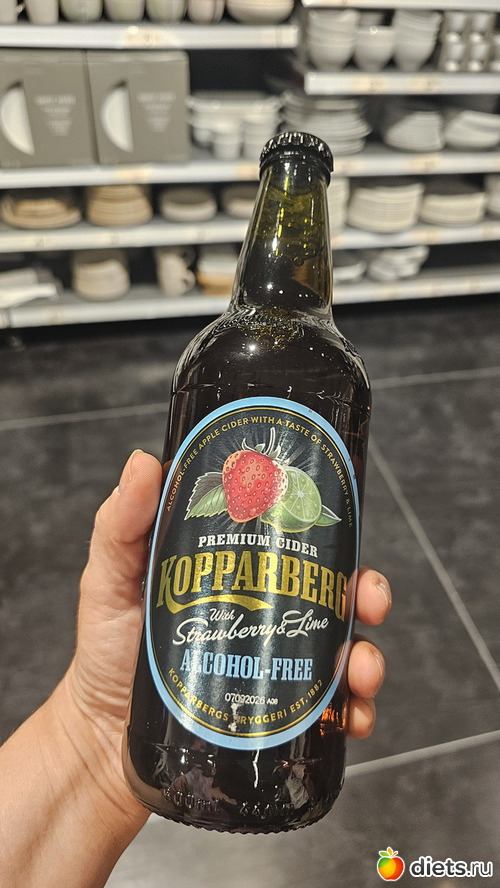 ALCOHOL-FREE APPLE CIDER WITH A TASTE OF STRAWBERRY & LIME
PREMIUM CIDER
KOPPARBERG
With
Strawberry & Lime
ALCOHOL-FREE
07092026 A08
KOPPARBERGS BRYGGERI EST. 1882
diets.ru